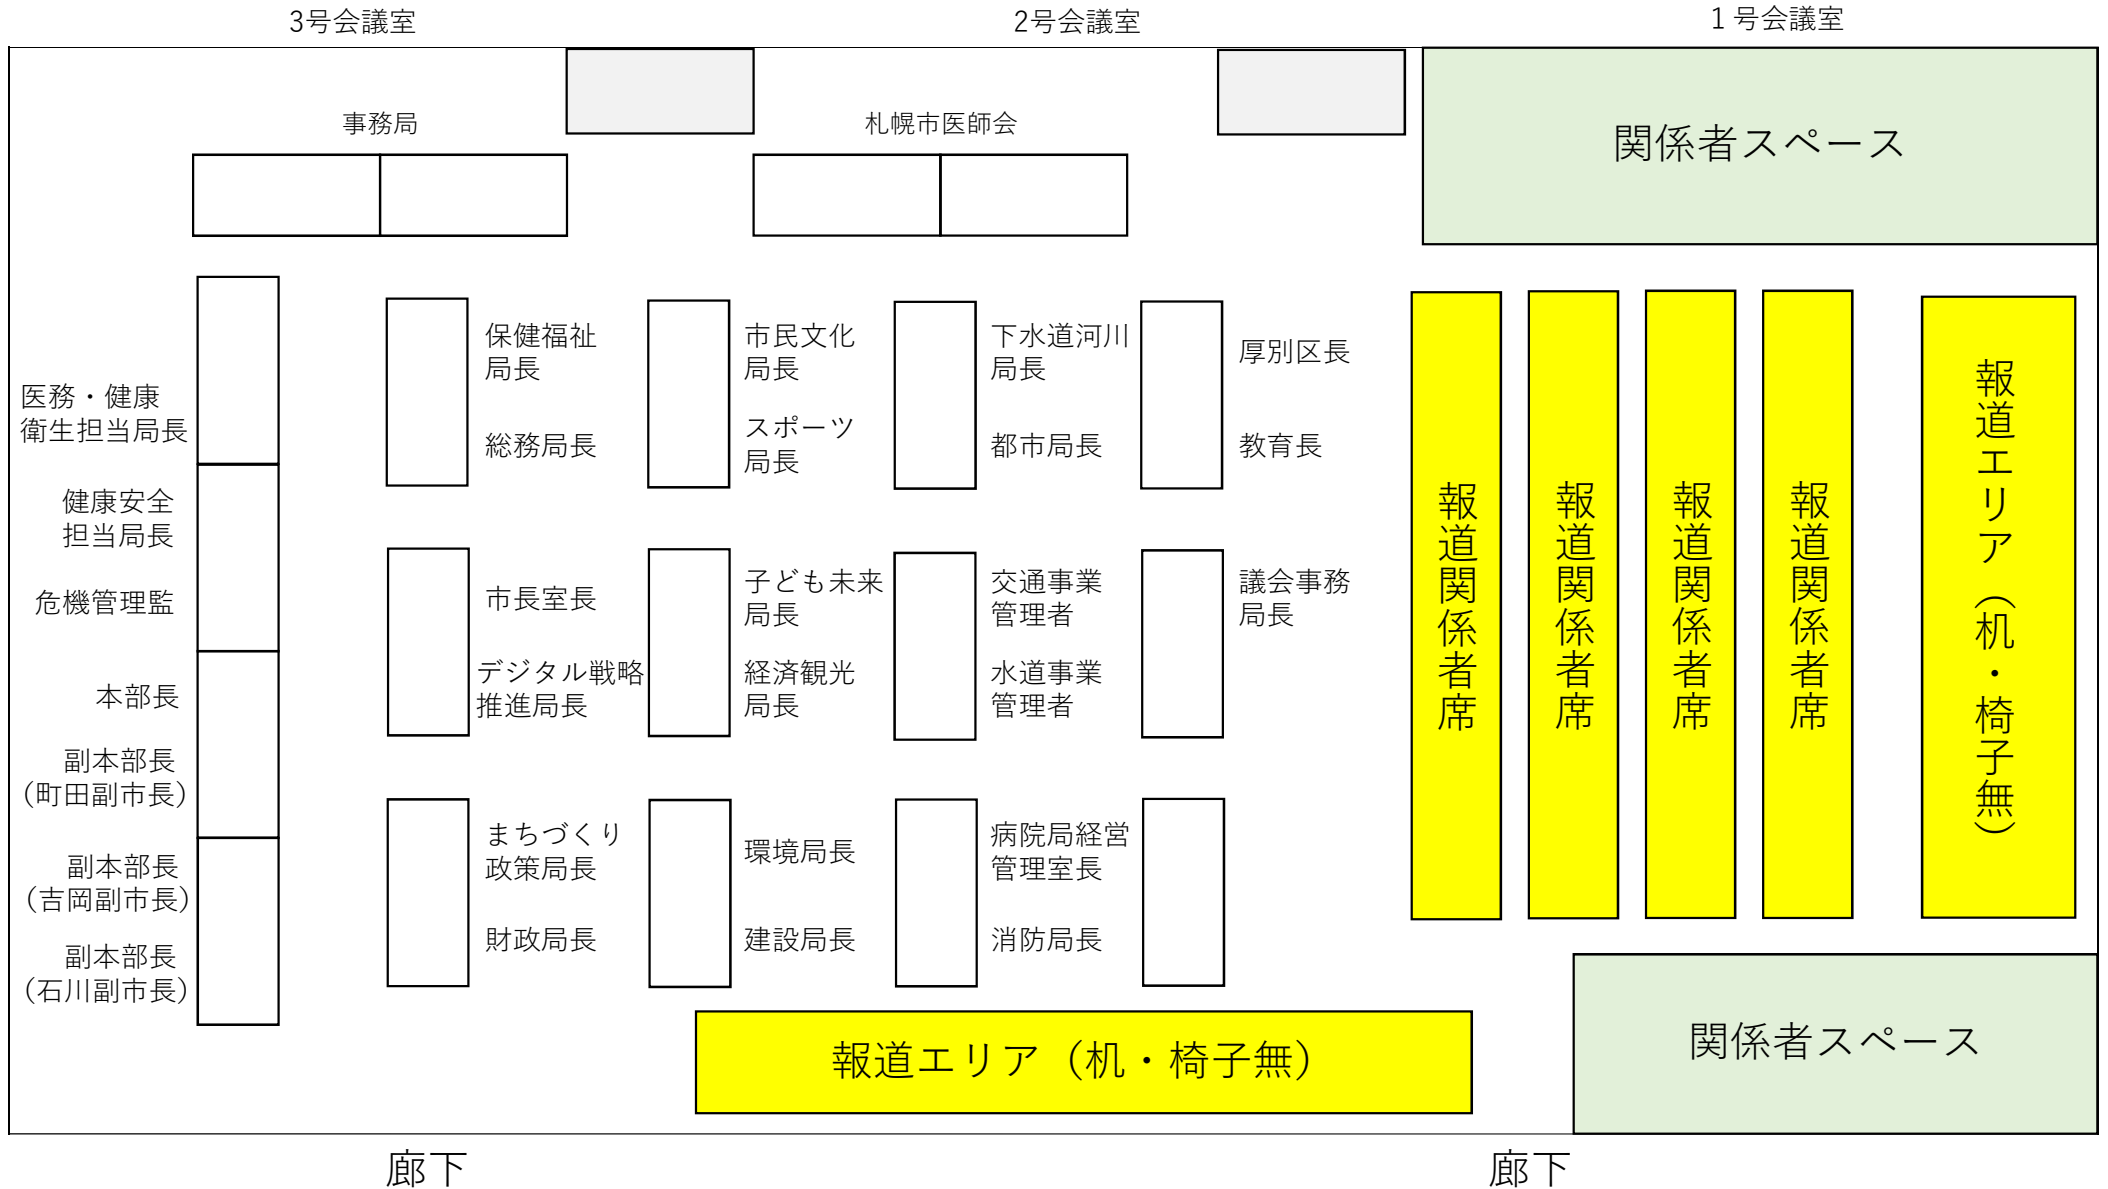 3号会議室
2号会議室
１号会議室
事務局
札幌市医師会
関係者スペース
医務・健康
衛生担当局長
健康安全
担当局長
危機管理監
本部長
副本部長
（町田副市長）
副本部長
（吉岡副市長）
副本部長
（石川副市長）
保健福祉
局長
総務局長
市長室長
デジタル戦略
推進局長
まちづくり
政策局長
財政局長
市民文化
局長
スポーツ
局長
子ども未来
局長
経済観光
局長
環境局長
建設局長
下水道河川
局長
都市局長
交通事業
管理者
水道事業
管理者
病院局経営
管理室長
消防局長
厚別区長
教育長
議会事務
局長
報道関係者席
報道関係者席
報道関係者席
報道関係者席
報道エリア（机・椅子無）
報道エリア（机・椅子無）
関係者スペース
廊下
廊下